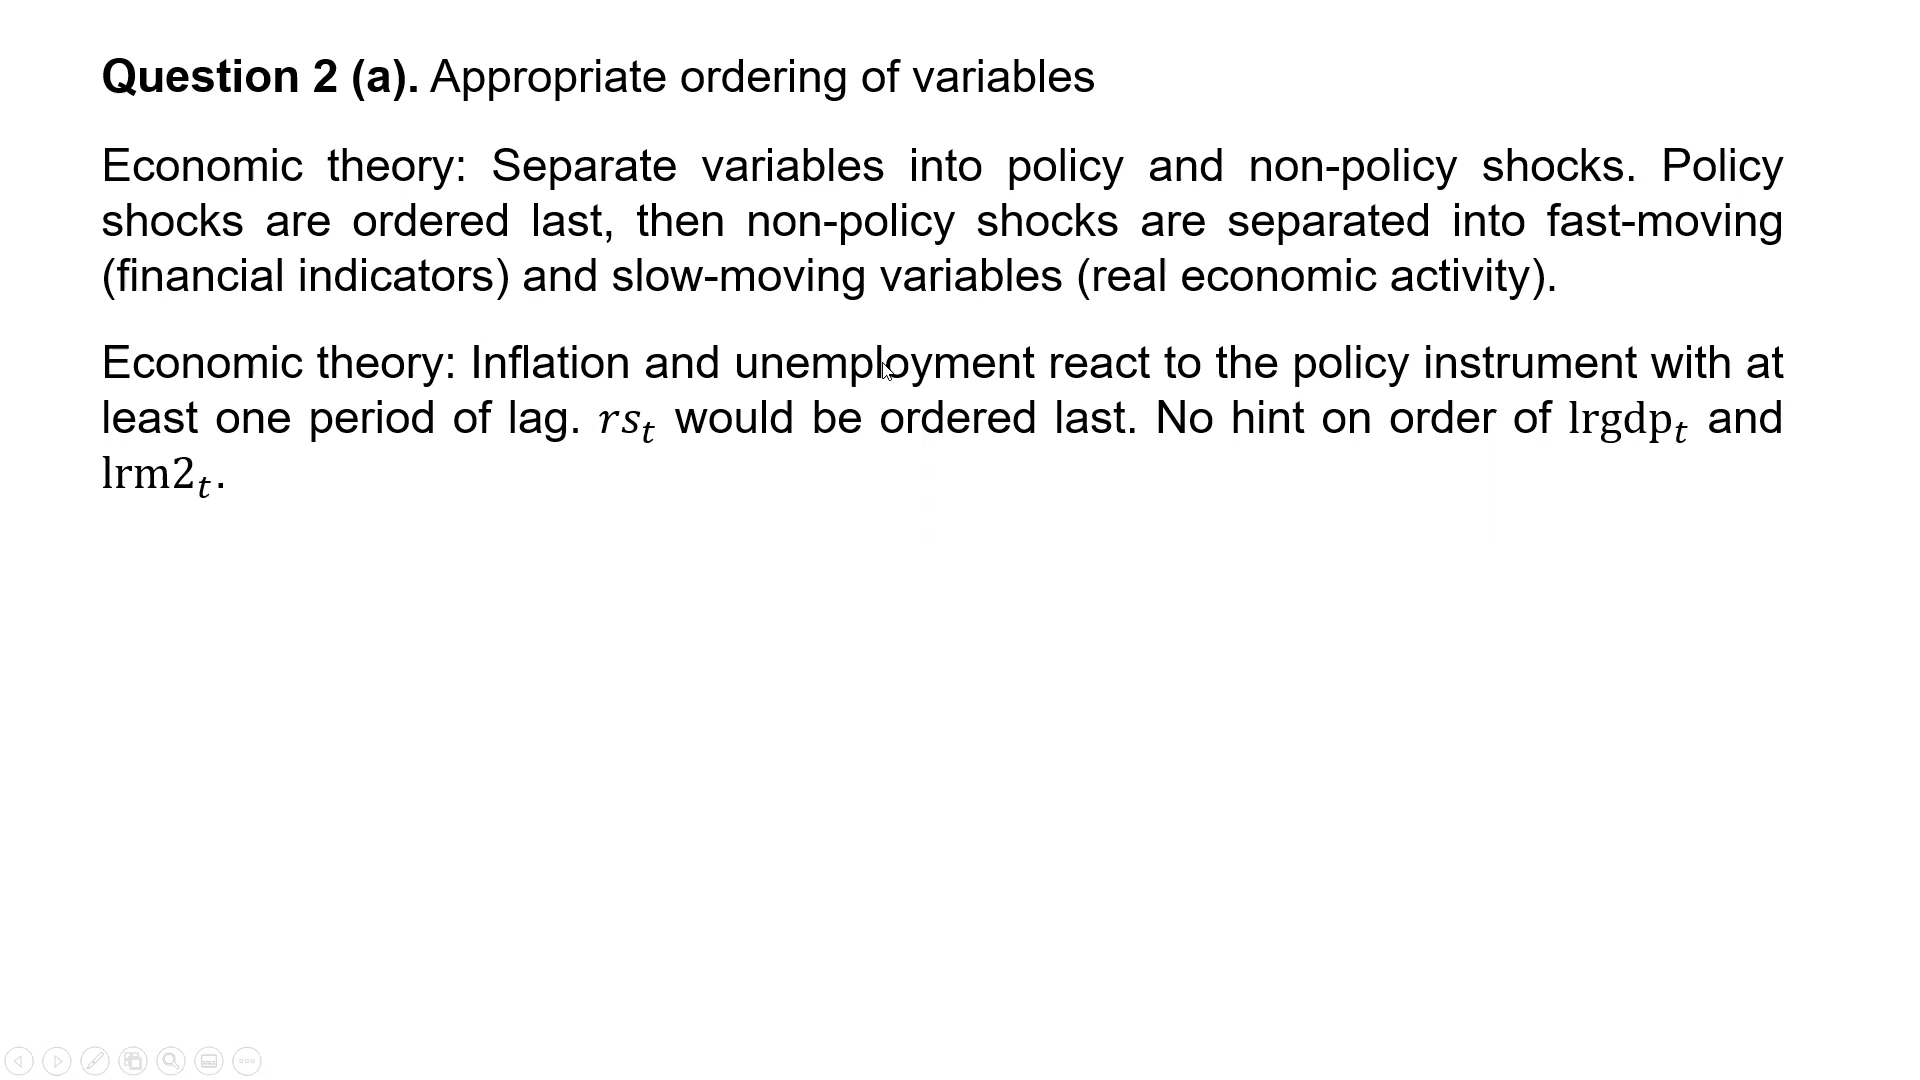 Question 2 (a). Appropriate ordering of variables
Economic theory: Separate variables into policy and non-policy shocks. Policy
shocks are ordered last, then non-policy shocks are separated into fast-moving
(financial indicators) and slow-moving variables (real economic activity).
Economic theory: Inflation and unemployment react to the policy instrument with at
least one period of lag. rsₜ would be ordered last. No hint on order of lrgdpₜ and
lrm2ₜ.